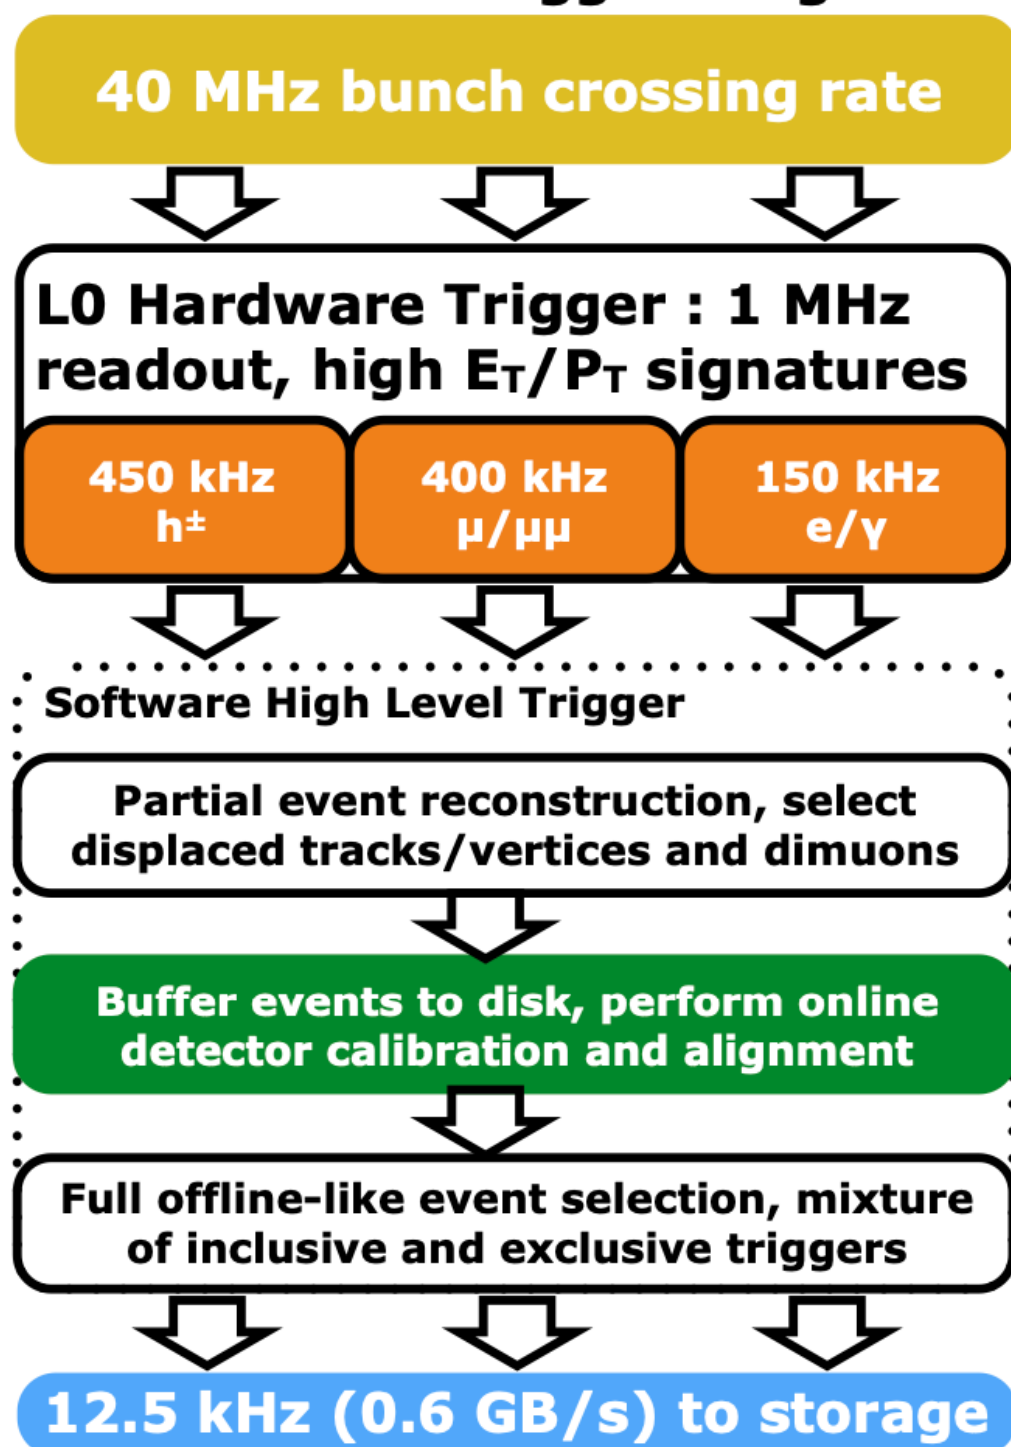 40 MHz bunch crossing rate
L0 Hardware Trigger : 1 MHz
readout, high E_T/P_T signatures
450 kHz
h±
400 kHz
μ/μμ
150 kHz
e/γ
Software High Level Trigger
Partial event reconstruction, select
displaced tracks/vertices and dimuons
Buffer events to disk, perform online
detector calibration and alignment
Full offline-like event selection, mixture
of inclusive and exclusive triggers
12.5 kHz (0.6 GB/s) to storage